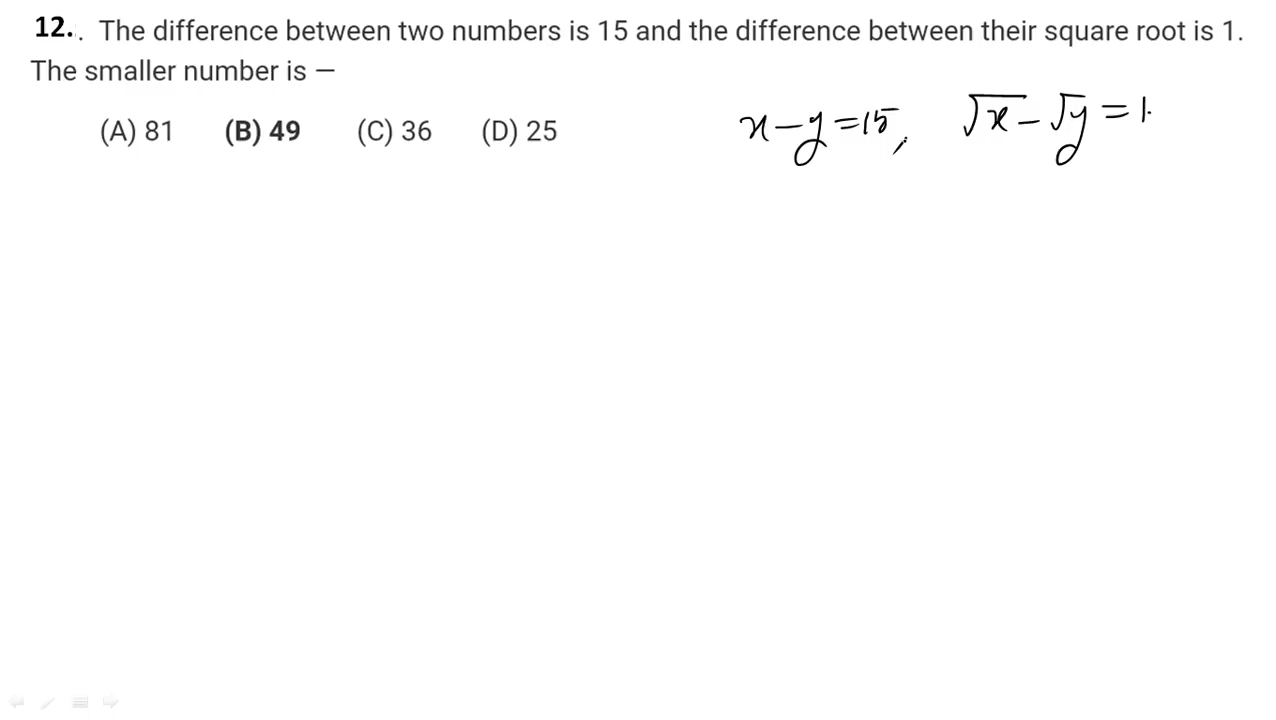 12.. The difference between two numbers is 15 and the difference between their square root is 1.
The smaller number is —
(A) 81 (B) 49 (C) 36 (D) 25
x-y=15, √x-√y=1.